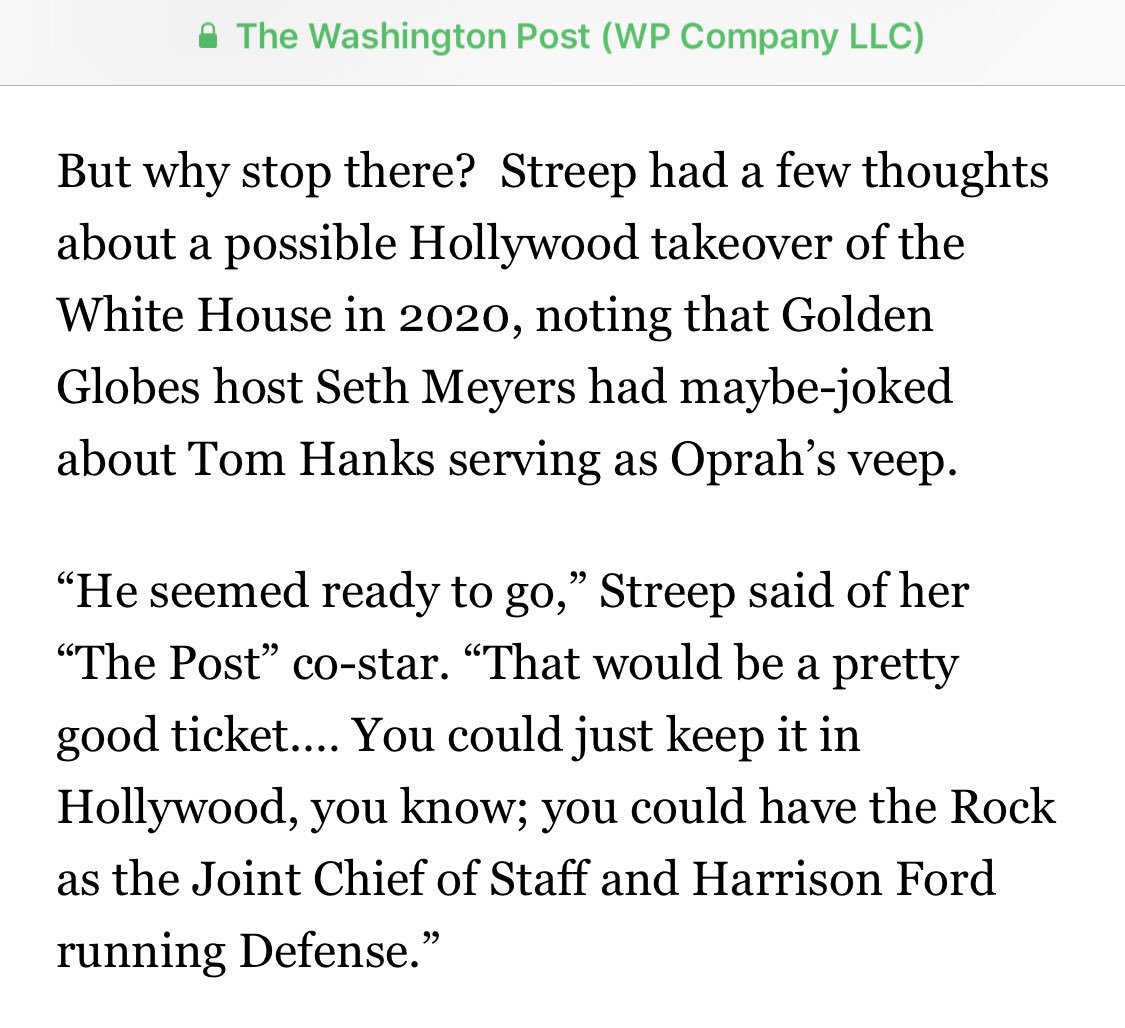 The Washington Post (WP Company LLC)
But why stop there?  Streep had a few thoughts
about a possible Hollywood takeover of the
White House in 2020, noting that Golden
Globes host Seth Meyers had maybe-joked
about Tom Hanks serving as Oprah’s veep.
“He seemed ready to go,” Streep said of her
“The Post” co-star. “That would be a pretty
good ticket.... You could just keep it in
Hollywood, you know; you could have the Rock
as the Joint Chief of Staff and Harrison Ford
running Defense.”